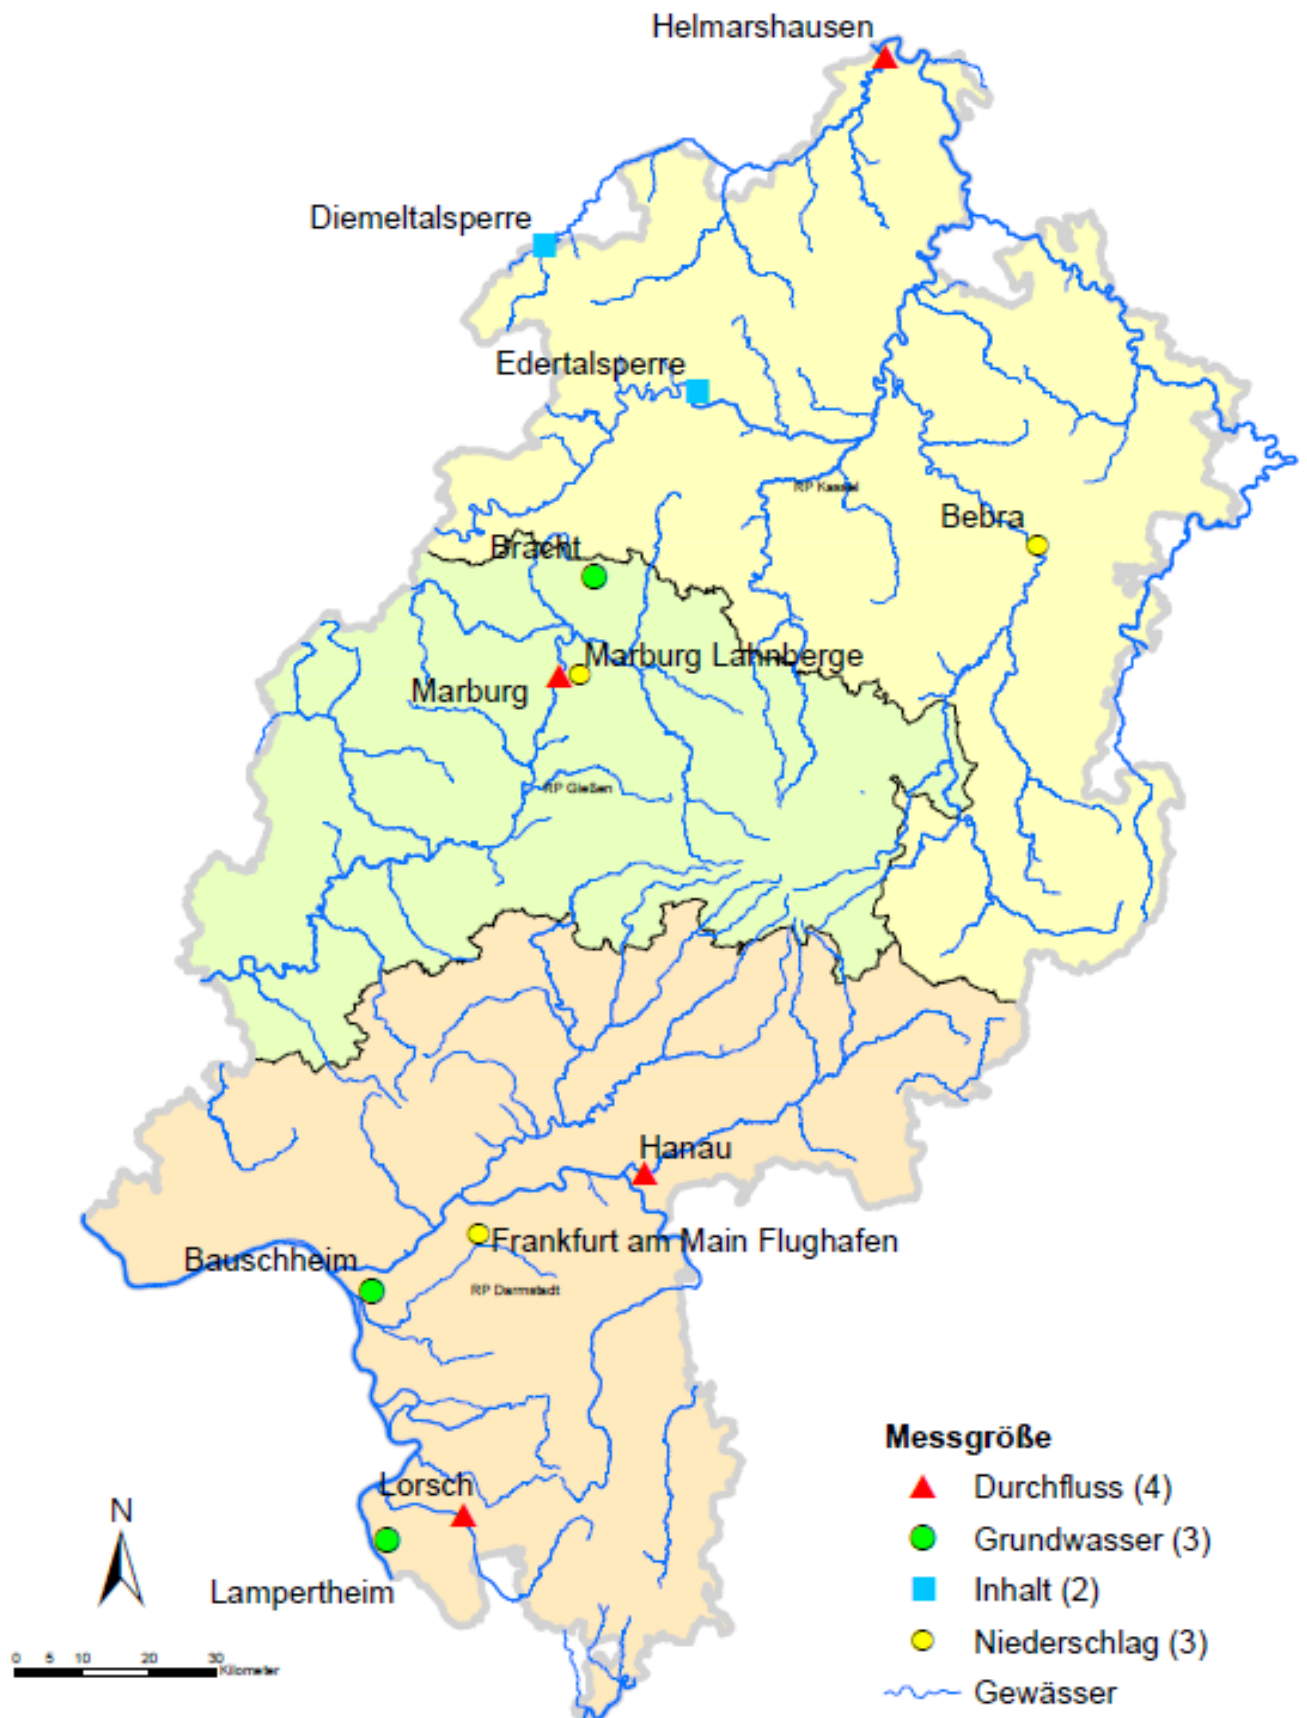 Helmarshausen
Diemeltalsperre
Edertalsperre
RP Kassel
Bebra
Bracht
Marburg Lahnberge
Marburg
RP Gießen
Hanau
Frankfurt am Main Flughafen
Bauschheim
RP Darmstadt
Lorsch
Lampertheim
N
0 5 10 20 30
Kilometer
Messgröße
Durchfluss (4)
Grundwasser (3)
Inhalt (2)
Niederschlag (3)
Gewässer